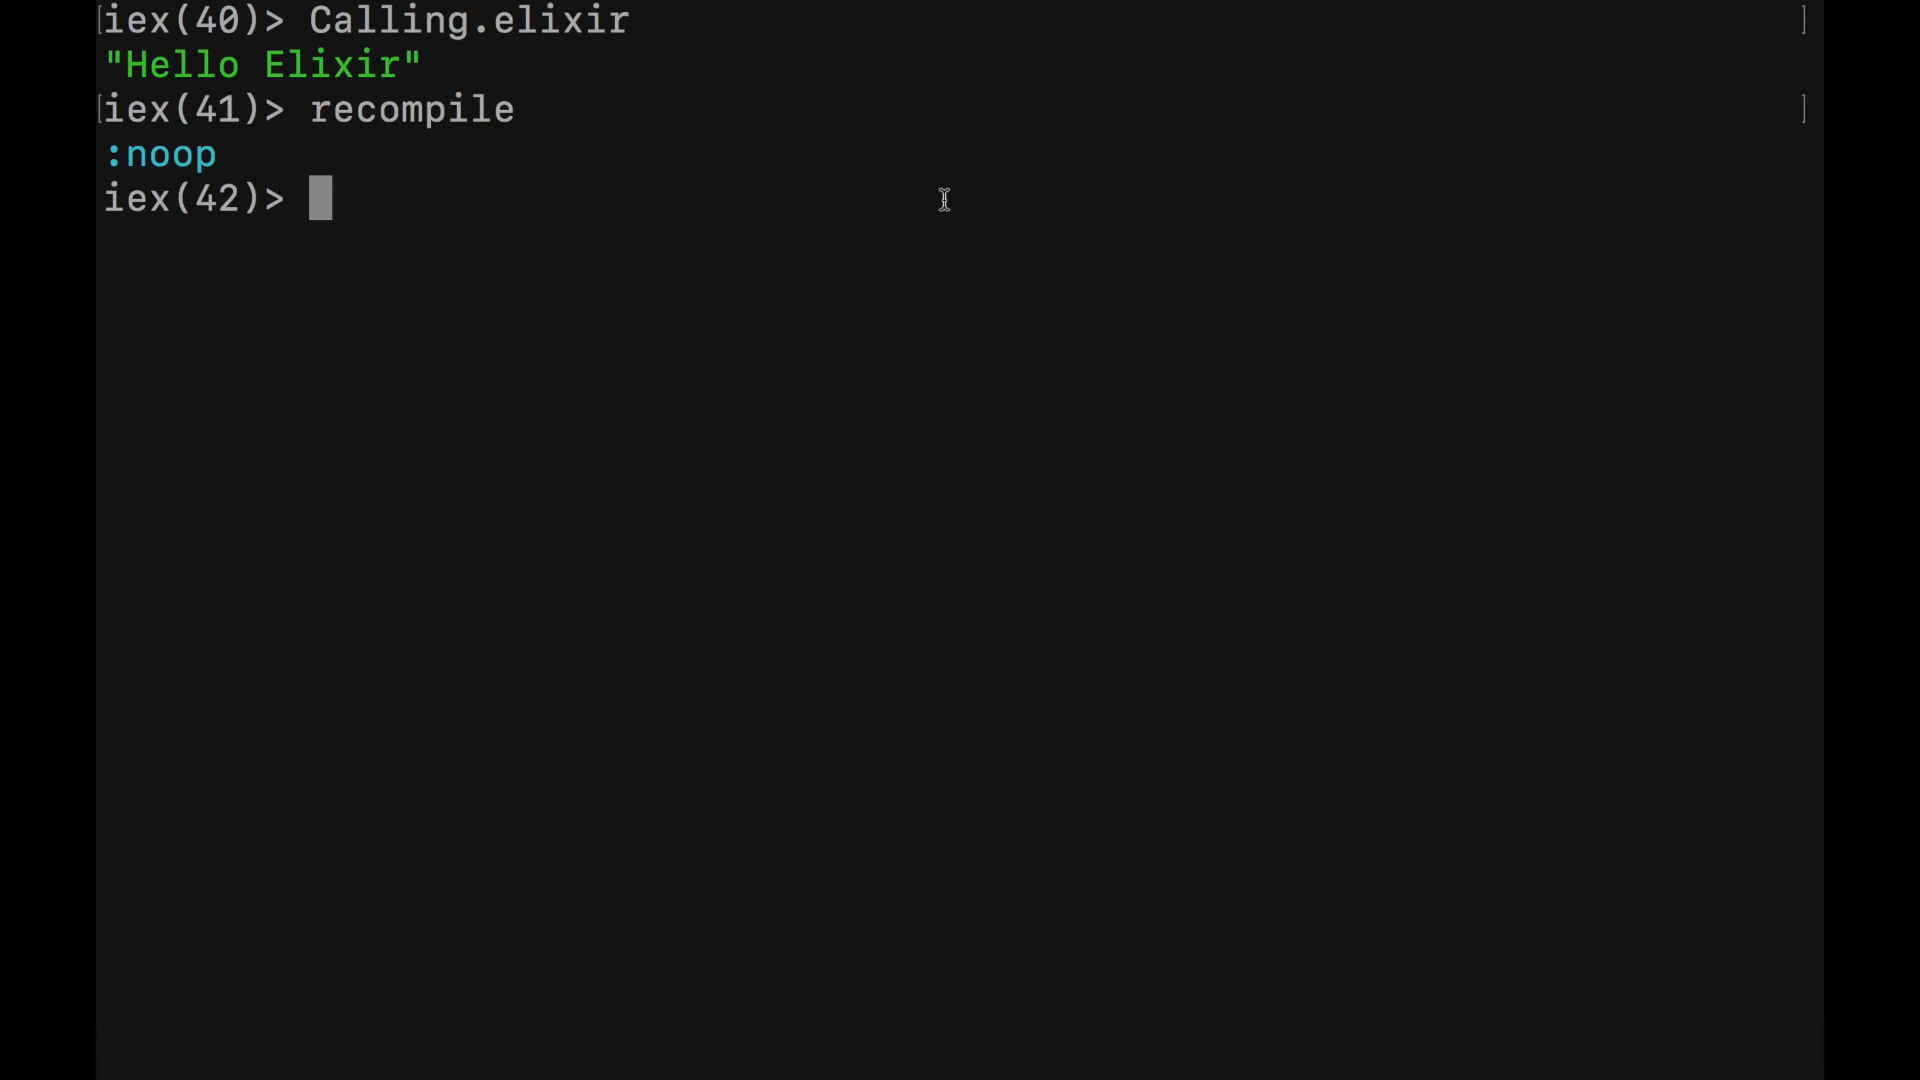 [iex(40)> Calling.elixir ]
"Hello Elixir"
[iex(41)> recompile ]
:noop
iex(42)>